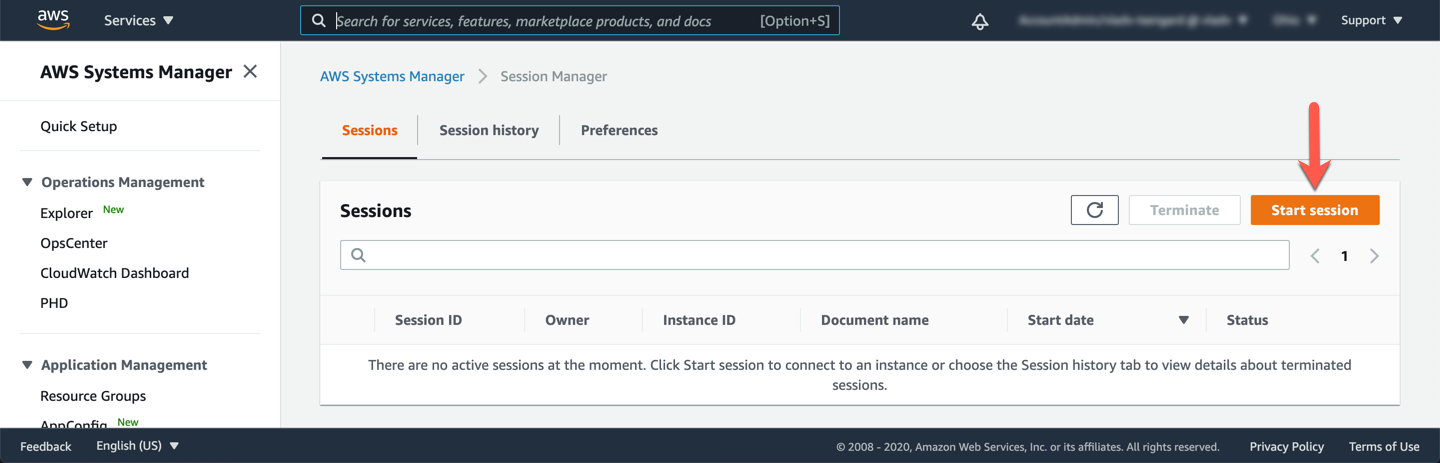 aws
Services
Search for services, features, marketplace products, and docs [Option+S]
Support
AWS Systems Manager
AWS Systems Manager
Session Manager
Quick Setup
Operations Management
Explorer New
OpsCenter
CloudWatch Dashboard
PHD
Application Management
Resource Groups
AppConfig New
Sessions
Session history
Preferences
Sessions
Terminate
Start session
1
Session ID
Owner
Instance ID
Document name
Start date
Status
There are no active sessions at the moment. Click Start session to connect to an instance or choose the Session history tab to view details about terminated
sessions.
Feedback
English (US)
© 2008 - 2020, Amazon Web Services, Inc. or its affiliates. All rights reserved.
Privacy Policy
Terms of Use